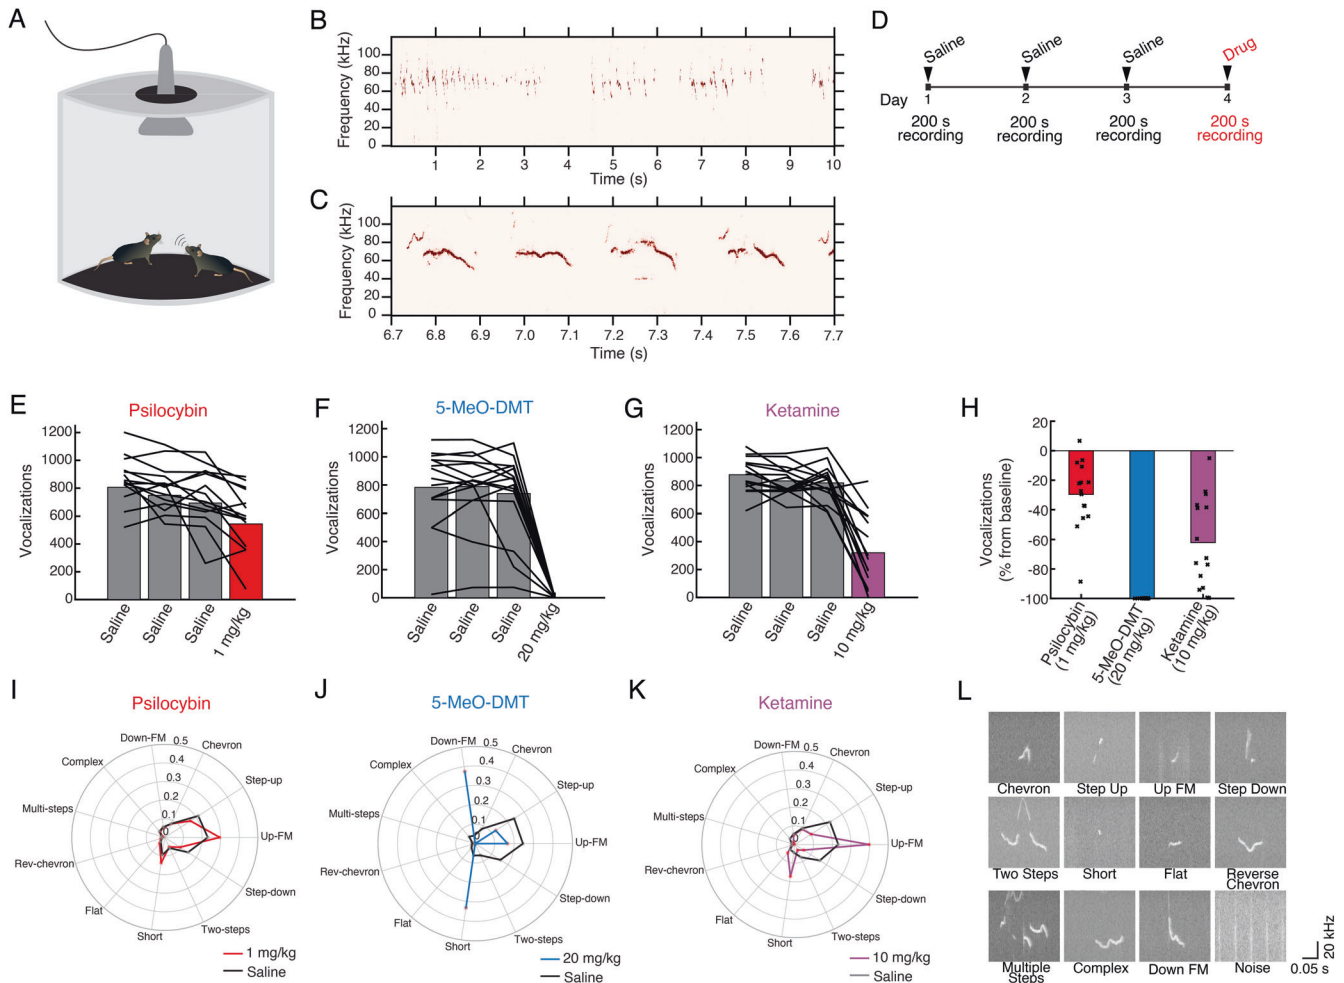 A
B
Frequency (kHz)
100
80
60
40
20
0
1
2
3
4
5
6
7
8
9
10
Time (s)
C
Frequency (kHz)
100
80
60
40
20
0
6.7
6.8
6.9
7.0
7.1
7.2
7.3
7.4
7.5
7.6
7.7
Time (s)
D
Saline
Saline
Saline
Drug
Day
1
2
3
4
200 s
recording
200 s
recording
200 s
recording
200 s
recording
E
Psilocybin
Vocalizations
1200
1000
800
600
400
200
0
Saline
Saline
Saline
1 mg/kg
F
5-MeO-DMT
Vocalizations
1200
1000
800
600
400
200
0
Saline
Saline
Saline
20 mg/kg
G
Ketamine
Vocalizations
1200
1000
800
600
400
200
0
Saline
Saline
Saline
10 mg/kg
H
Vocalizations
(% from baseline)
20
0
-20
-40
-60
-80
-100
Psilocybin
(1 mg/kg)
5-MeO-DMT
(20 mg/kg)
Ketamine
(10 mg/kg)
I
Psilocybin
Down-FM
0.5
0.4
0.3
0.2
0.1
0
Chevron
Step-up
Up-FM
Step-down
Two-steps
Short
Flat
Rev-chevron
Multi-steps
Complex
1 mg/kg
Saline
J
5-MeO-DMT
Down-FM
0.5
0.4
0.3
0.2
0.1
0
Chevron
Step-up
Up-FM
Step-down
Two-steps
Short
Flat
Rev-chevron
Multi-steps
Complex
20 mg/kg
Saline
K
Ketamine
Down-FM
0.5
0.4
0.3
0.2
0.1
0
Chevron
Step-up
Up-FM
Step-down
Two-steps
Short
Flat
Rev-chevron
Multi-steps
Complex
10 mg/kg
Saline
L
Chevron
Step Up
Up FM
Step Down
Two Steps
Short
Flat
Reverse
Chevron
Multiple
Steps
Complex
Down FM
Noise
20 kHz
0.05 s